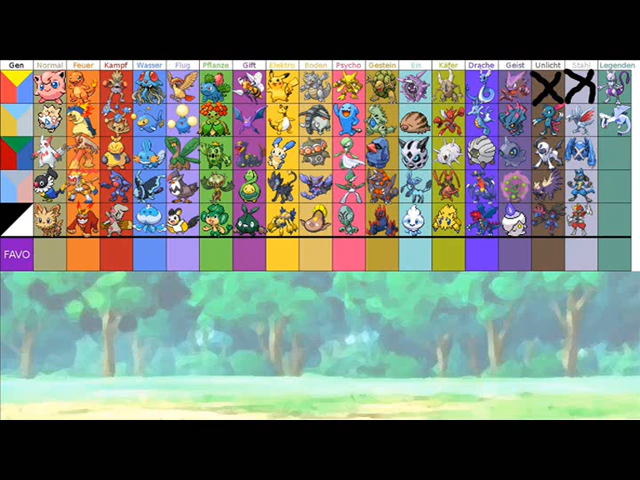 Gen Normal Feuer Kampf Wasser Flug Pflanze Gift Elektro Boden Psycho Gestein Eis Käfer Drache Geist Unlicht Stahl Legenden
FAVO